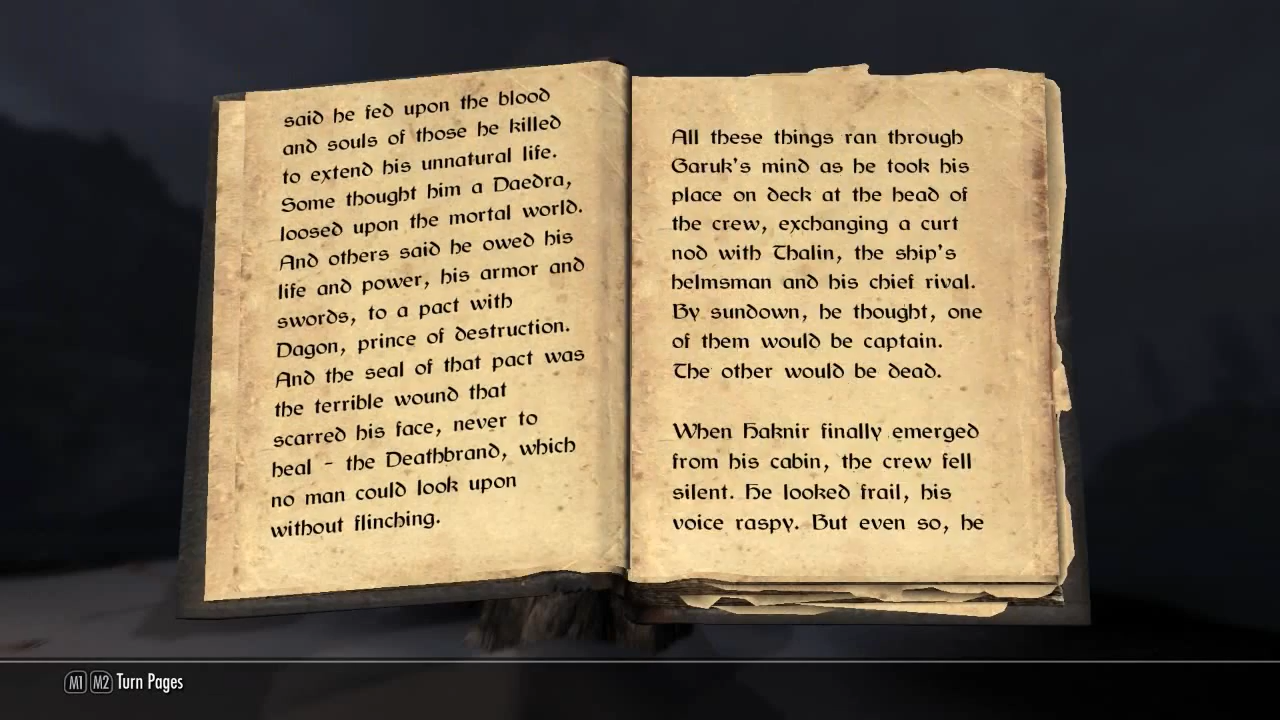 said he fed upon the blood
and souls of those he killed
to extend his unnatural life.
Some thought him a Daedra,
loosed upon the mortal world.
And others said he owed his
life and power, his armor and
swords, to a pact with
Dagon, prince of destruction.
And the seal of that pact was
the terrible wound that
scarred his face, never to
heal - the Deathbrand, which
no man could look upon
without flinching.
All these things ran through
Garuk's mind as he took his
place on deck at the head of
the crew, exchanging a curt
nod with Thalin, the ship's
helmsman and his chief rival.
By sundown, he thought, one
of them would be captain.
The other would be dead.
When Haknir finally emerged
from his cabin, the crew fell
silent. He looked frail, his
voice raspy. But even so, he
M1 M2 Turn Pages